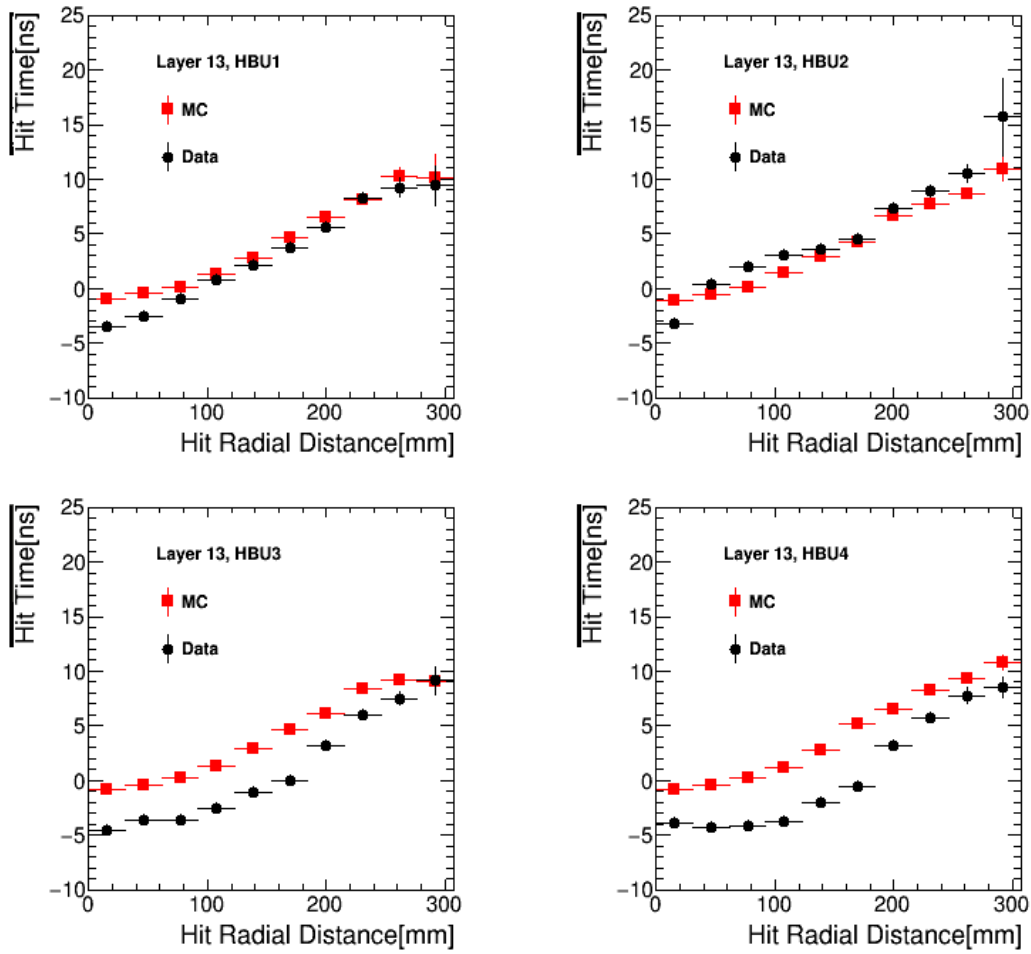 Hit Time[ns]
25
20
15
10
5
0
−5
−10
Layer 13, HBU1
MC
Data
0 100 200 300
Hit Radial Distance[mm]
Hit Time[ns]
25
20
15
10
5
0
−5
−10
Layer 13, HBU2
MC
Data
0 100 200 300
Hit Radial Distance[mm]
Hit Time[ns]
25
20
15
10
5
0
−5
−10
Layer 13, HBU3
MC
Data
0 100 200 300
Hit Radial Distance[mm]
Hit Time[ns]
25
20
15
10
5
0
−5
−10
Layer 13, HBU4
MC
Data
0 100 200 300
Hit Radial Distance[mm]